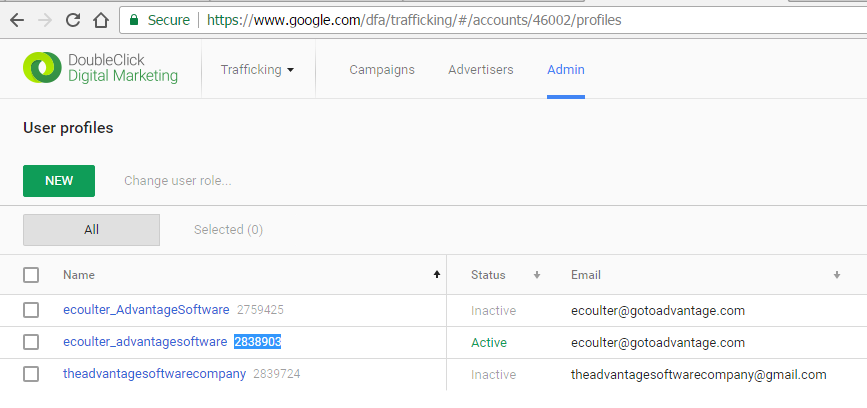 Secure https://www.google.com/dfa/trafficking/#/accounts/46002/profiles
DoubleClick
Digital Marketing
Trafficking Campaigns Advertisers Admin
User profiles
NEW Change user role...
All Selected (0)
Name Status Email
ecoulter_AdvantageSoftware 2759425 Inactive ecoulter@gotoadvantage.com
ecoulter_advantagesoftware 2838903 Active ecoulter@gotoadvantage.com
theadvantagesoftwarecompany 2839724 Inactive theadvantagesoftwarecompany@gmail.com